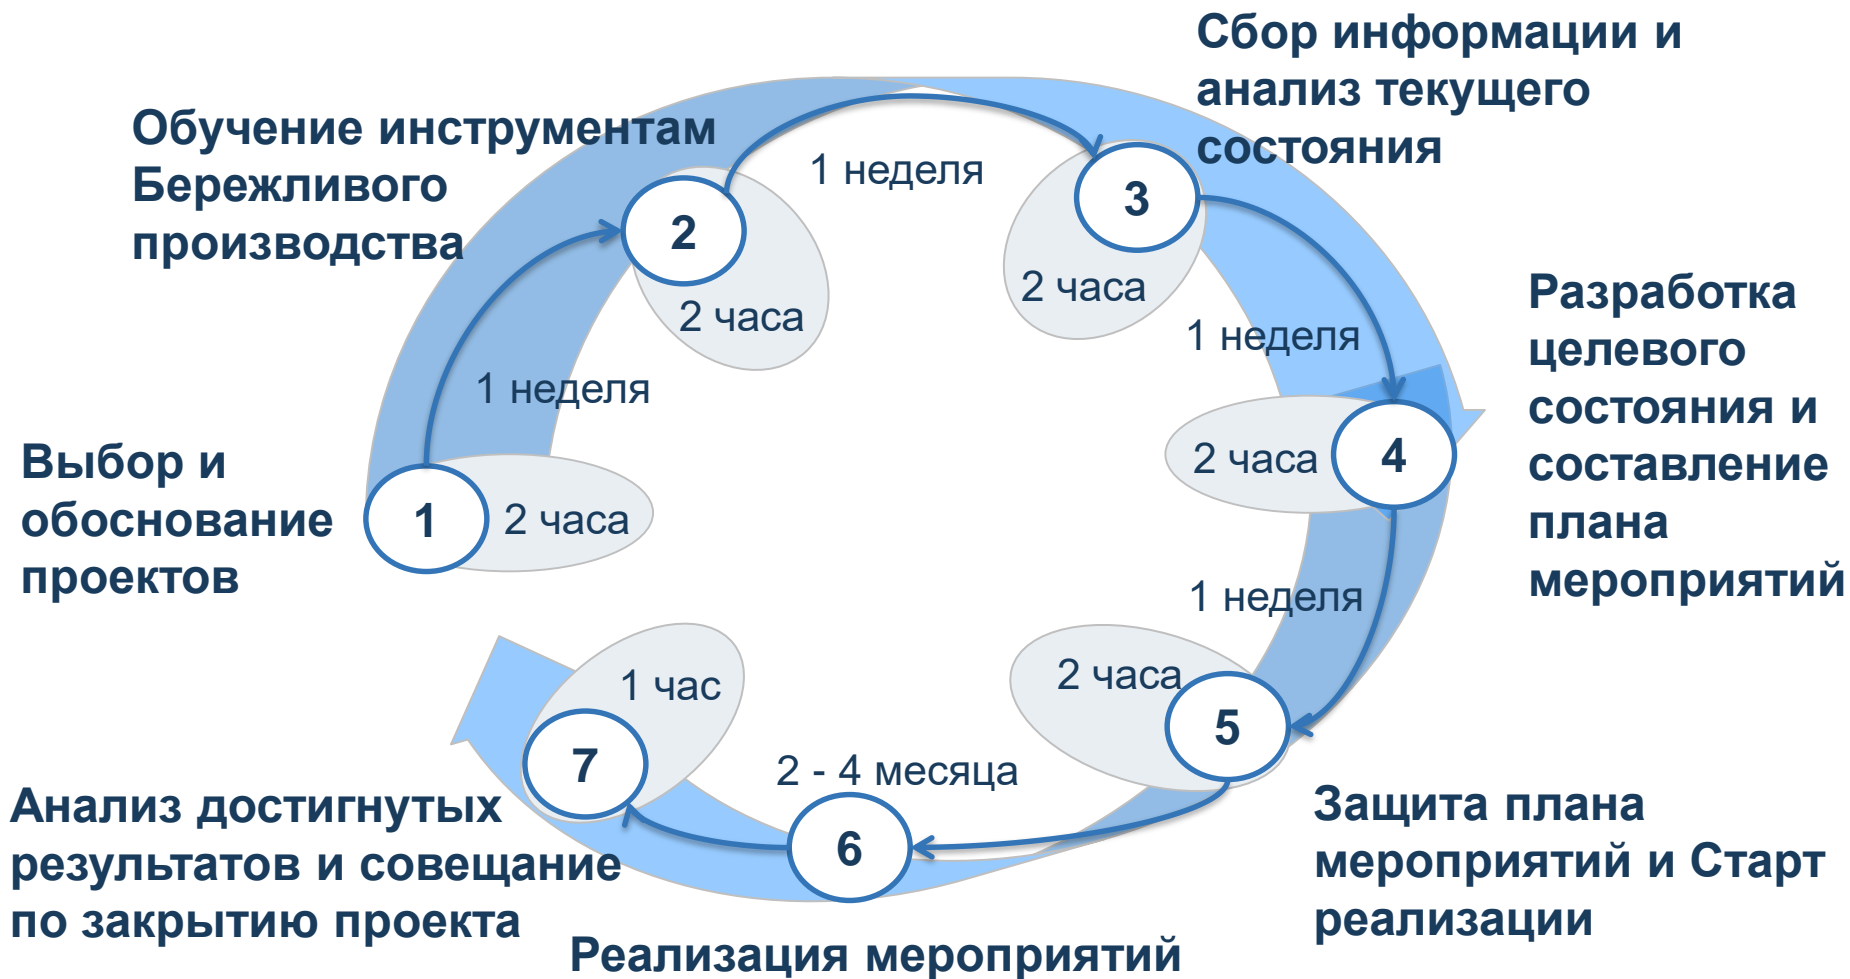 Выбор и
обоснование
проектов
1
2 часа
1 неделя
Обучение инструментам
Бережливого
производства
2
2 часа
1 неделя
Сбор информации и
анализ текущего
состояния
3
2 часа
1 неделя
Разработка
целевого
состояния и
составление
плана
мероприятий
4
2 часа
1 неделя
Защита плана
мероприятий и Старт
реализации
5
2 часа
2 - 4 месяца
6
Реализация мероприятий
7
1 час
Анализ достигнутых
результатов и совещание
по закрытию проекта